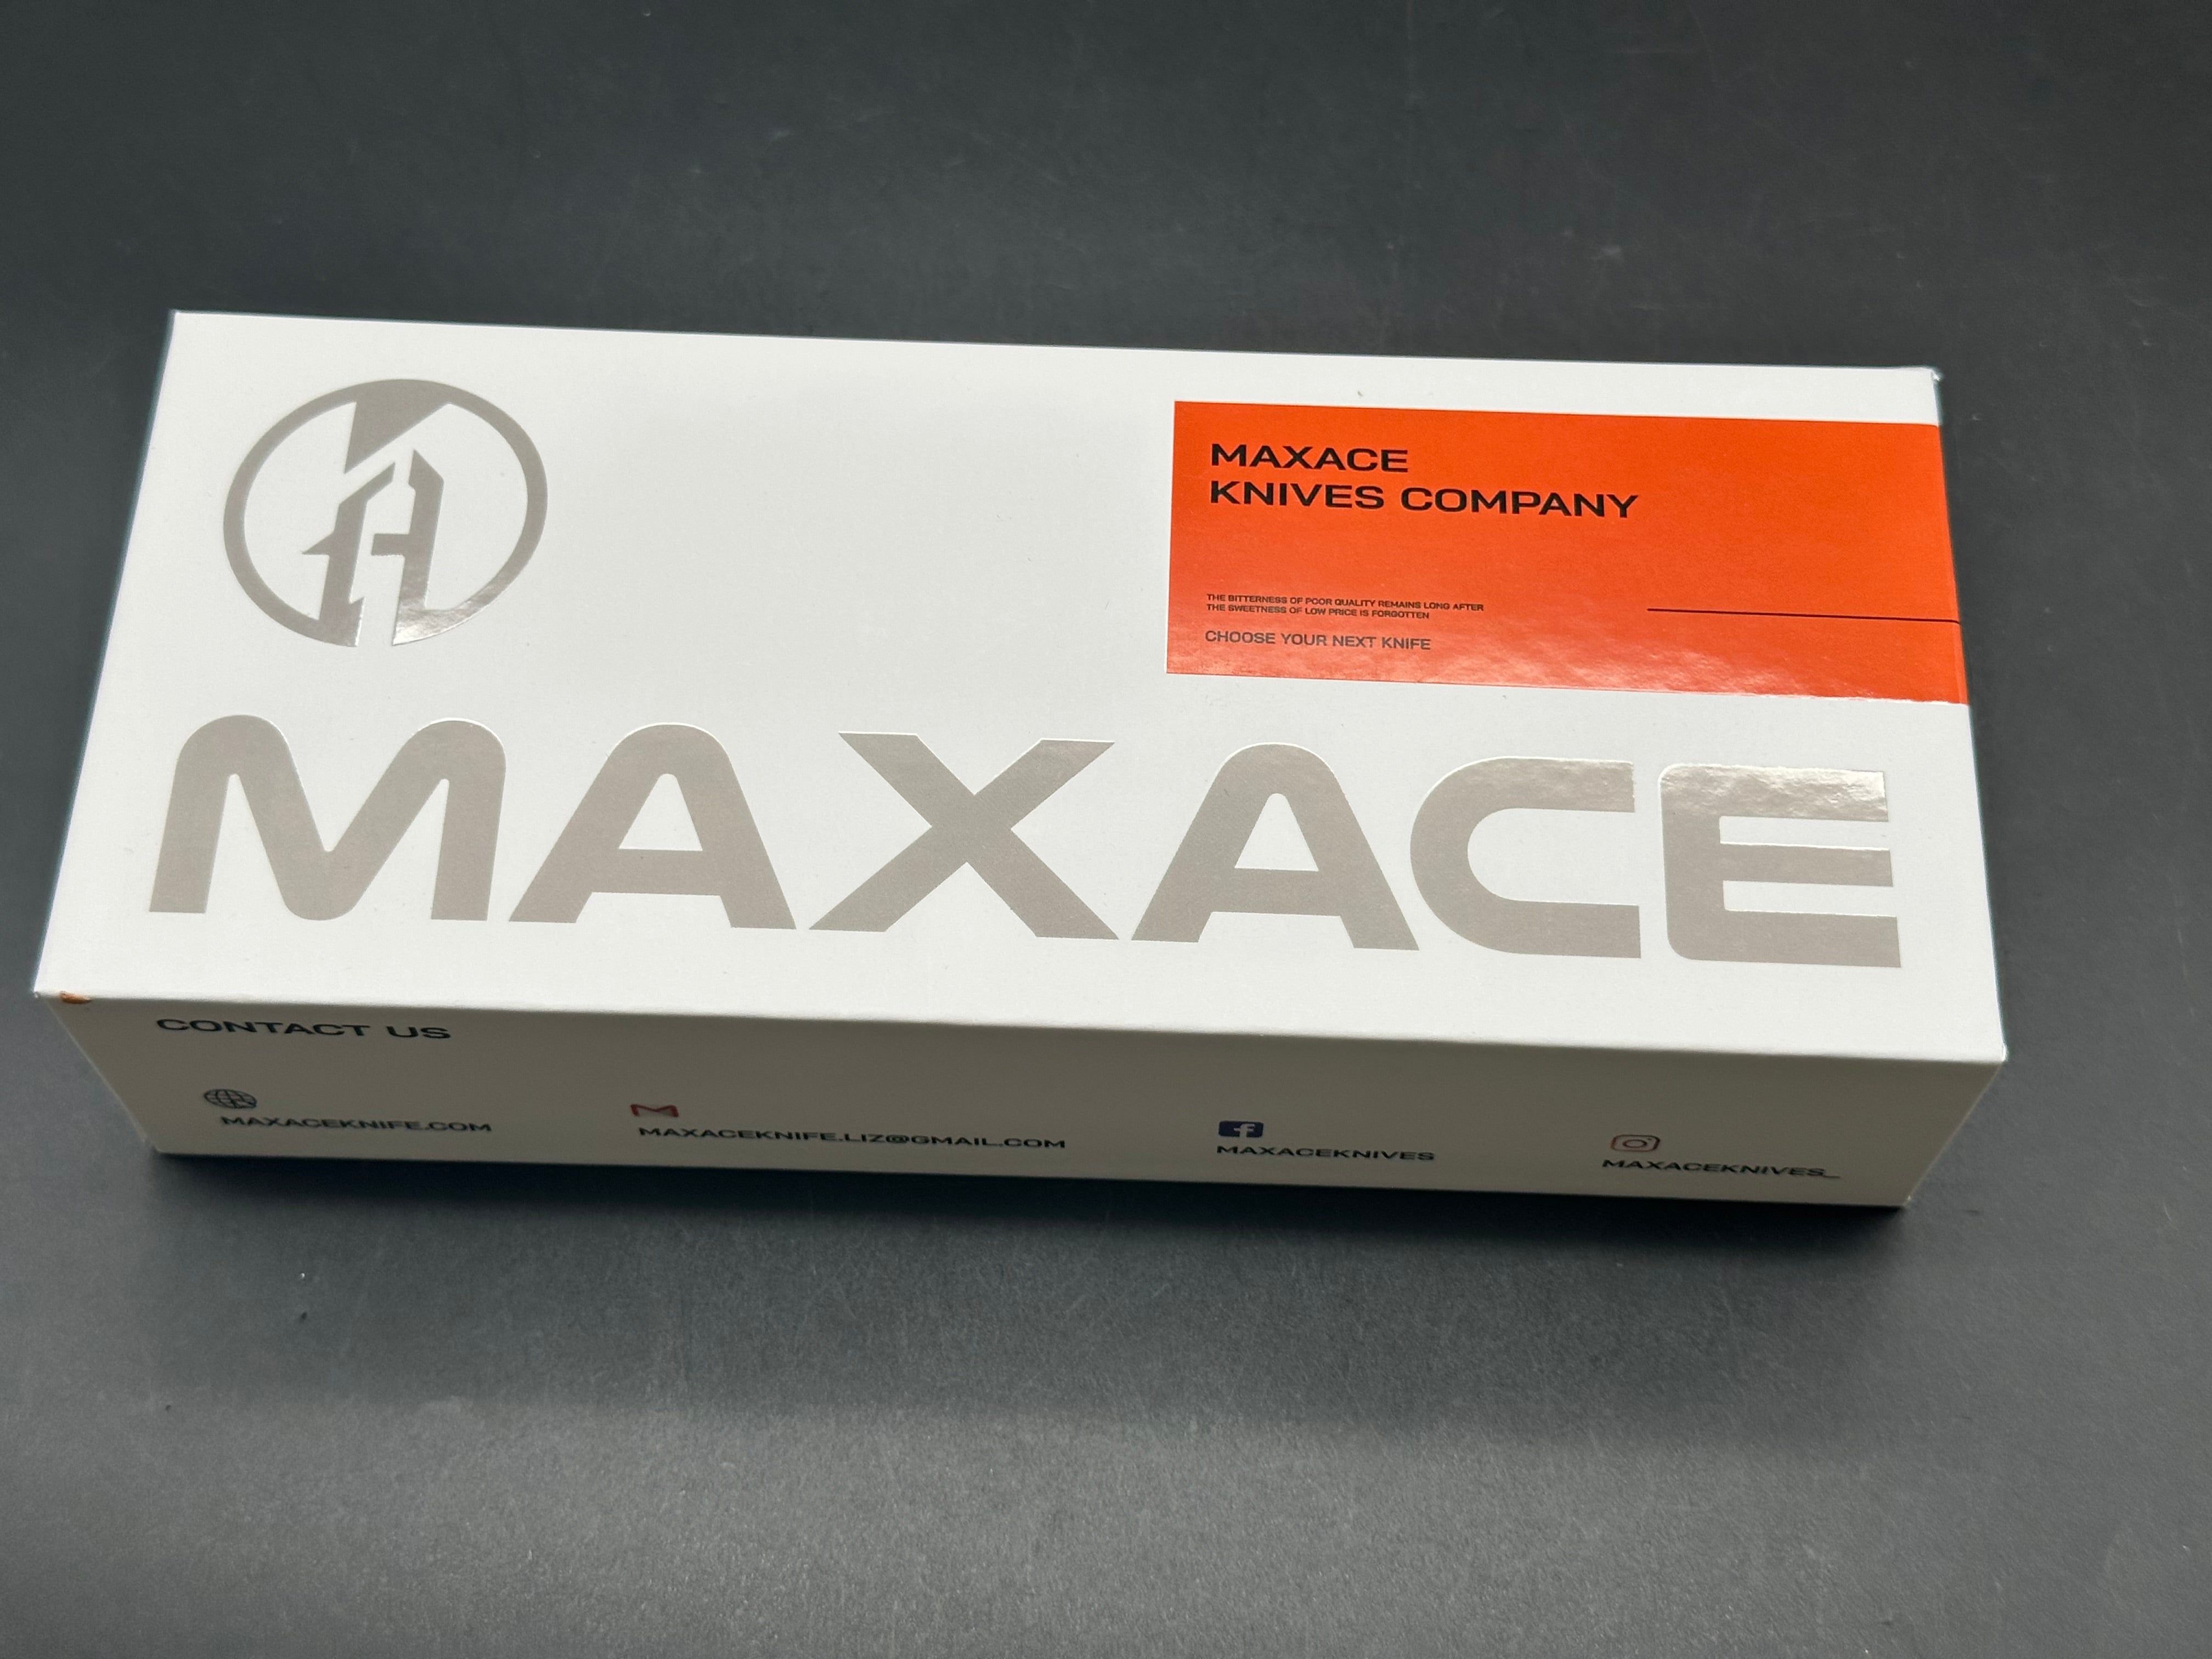 MAXACE
KNIVES COMPANY
THE BITTERNESS OF POOR QUALITY REMAINS LONG AFTER
THE SWEETNESS OF LOW PRICE IS FORGOTTEN
CHOOSE YOUR NEXT KNIFE
MAXACE
CONTACT US
MAXACEKNIFE.COM
MAXACEKNIFE.LIZ@GMAIL.COM
MAXACEKNIVES
MAXACEKNIVES_